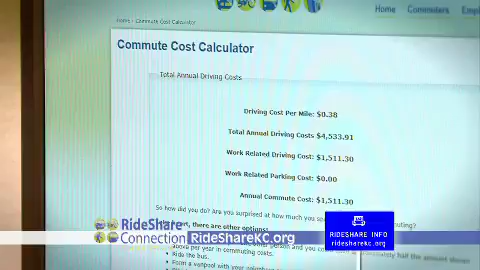 Home Commuters
Home › Commute Cost Calculator
Commute Cost Calculator
Total Annual Driving Costs
Driving Cost Per Mile: $0.38
Total Annual Driving Costs $4,533.91
Work Related Driving Cost: $1,511.30
Work Related Parking Cost: $0.00
Annual Commute Cost: $1,511.30
So how did you do? Are you surprised at how much you
there are other options:
RideShare
Connection RideShareKC.org
RIDESHARE INFO
ridesharekc.org
above per year in commuting costs.
Ride the bus.
Form a vanpool with your